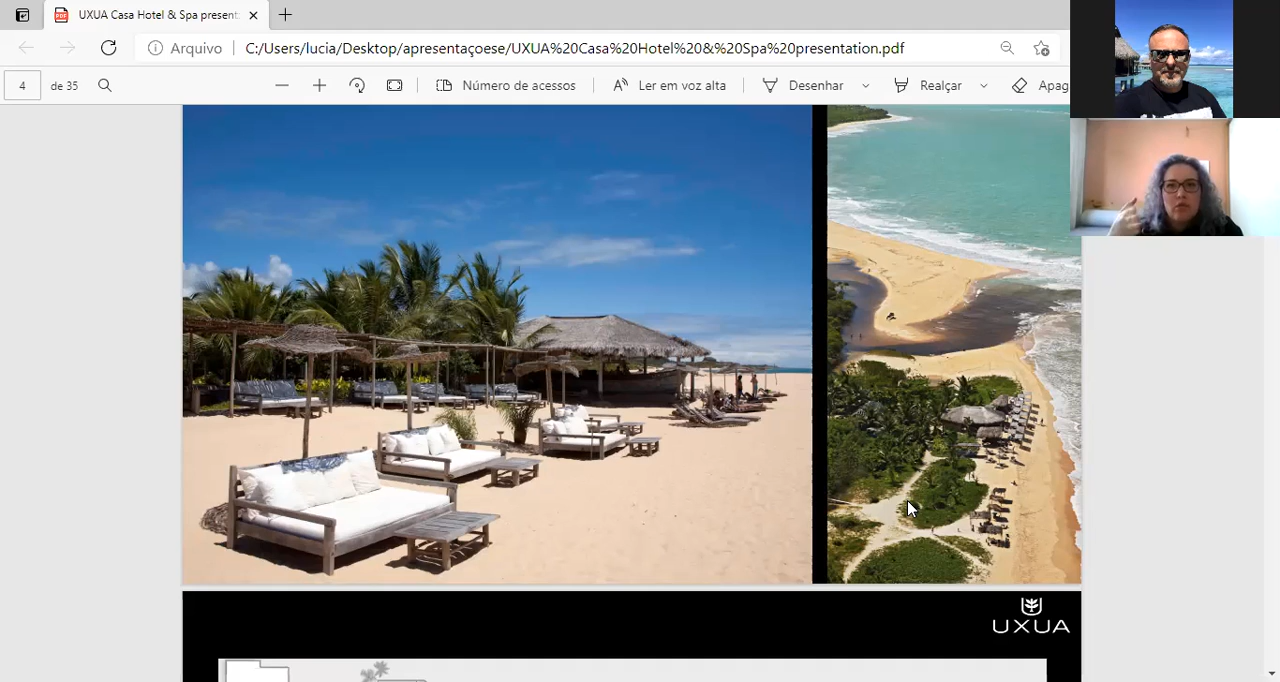 UXUA Casa Hotel & Spa present
Arquivo
C:/Users/lucia/Desktop/apresentaçoese/UXUA%20Casa%20Hotel%20&%20Spa%20presentation.pdf
4 de 35
Número de acessos
Ler em voz alta
Desenhar
Realçar
Apag
UXUA